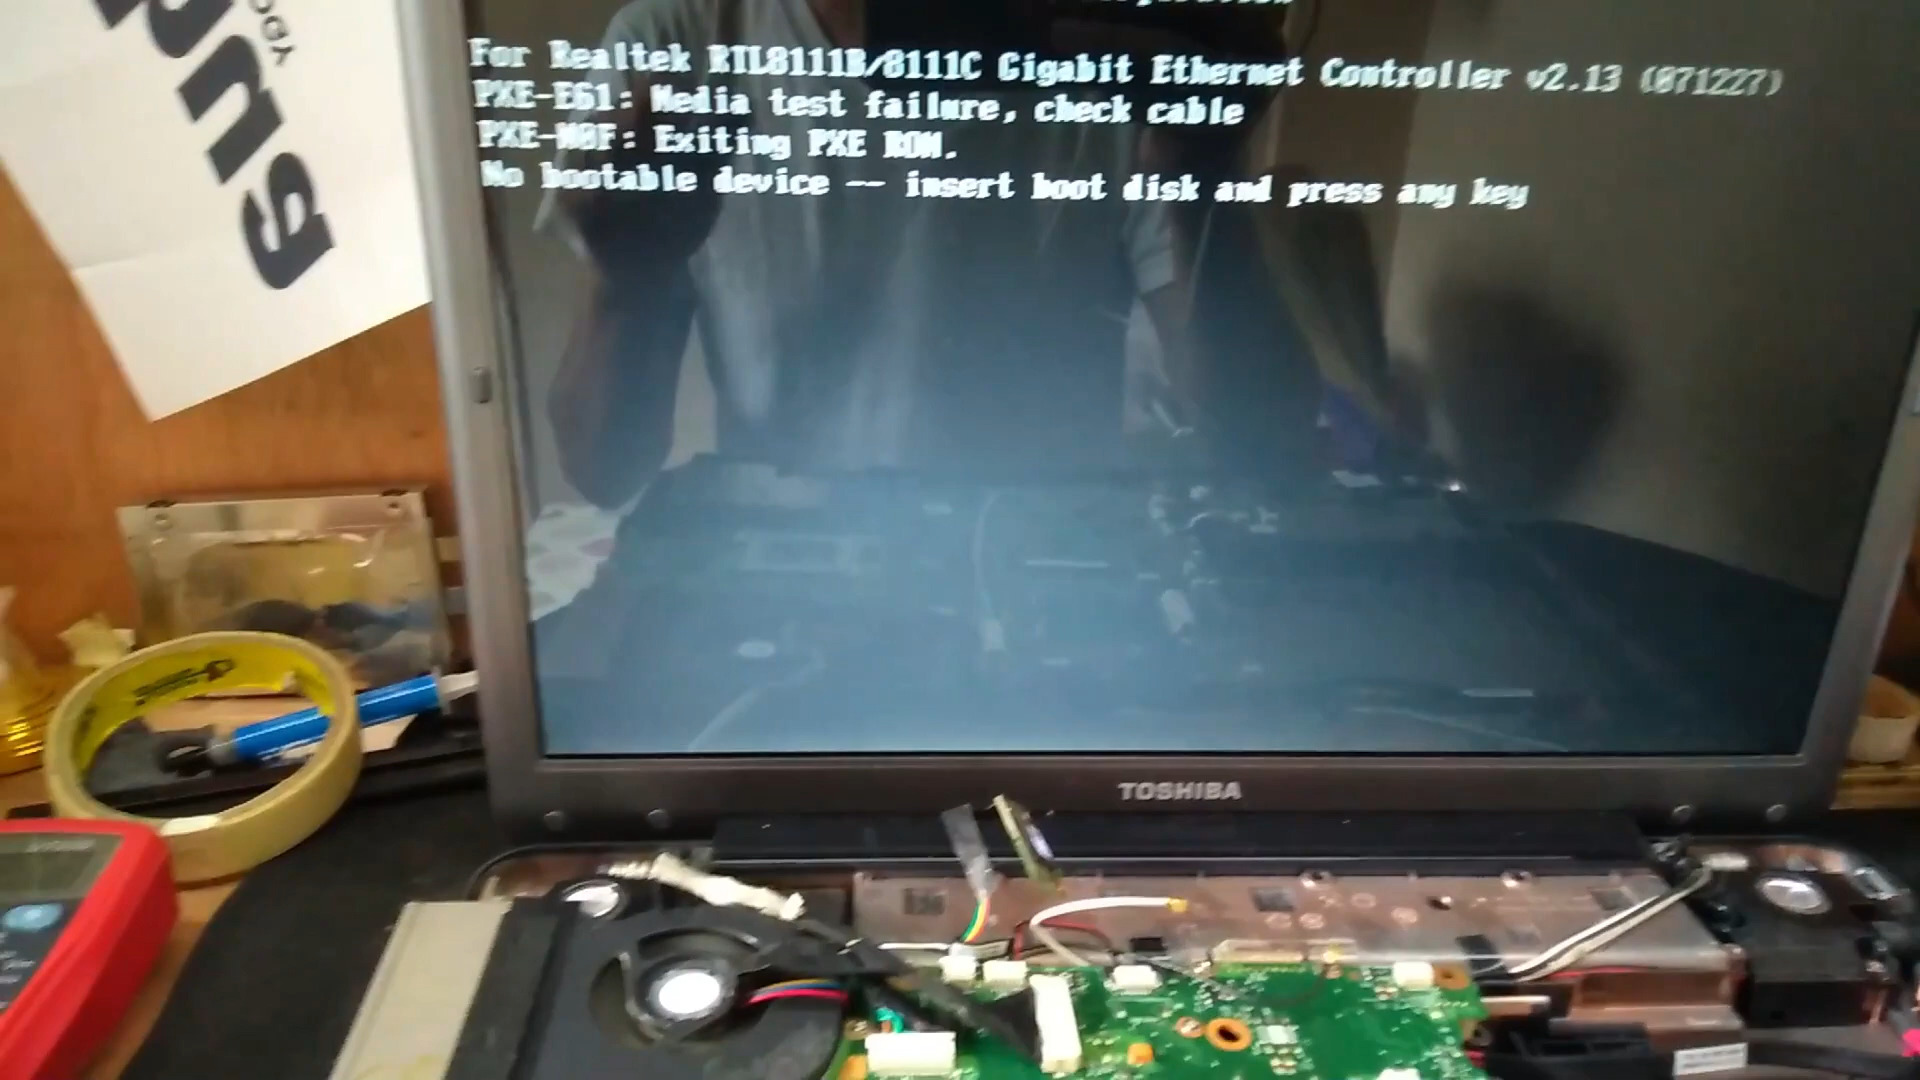 For Realtek RTL8111B/8111C Gigabit Ethernet Controller v2.13 (071227)
PXE-E61: Media test failure, check cable
PXE-M0F: Exiting PXE ROM.
No bootable device -- insert boot disk and press any key
TOSHIBA